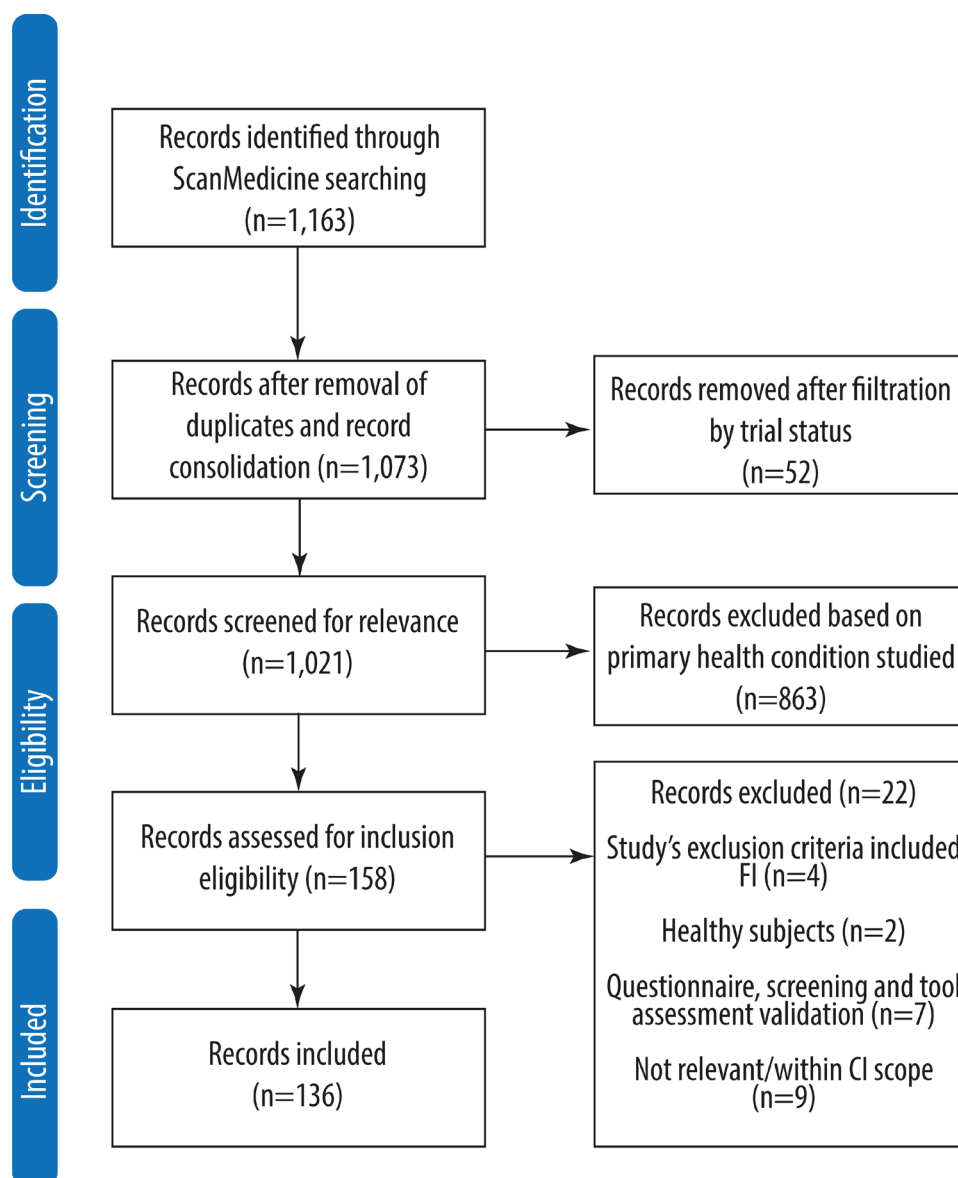 Identification
Records identified through
ScanMedicine searching
(n=1,163)
Screening
Records after removal of
duplicates and record
consolidation (n=1,073)
Records removed after fiiltration
by trial status
(n=52)
Eligibility
Records screened for relevance
(n=1,021)
Records excluded based on
primary health condition studied
(n=863)
Records assessed for inclusion
eligibility (n=158)
Records excluded (n=22)
Study's exclusion criteria included
FI (n=4)
Healthy subjects (n=2)
Questionnaire, screening and tool
assessment validation (n=7)
Not relevant/within CI scope
(n=9)
Included
Records included
(n=136)